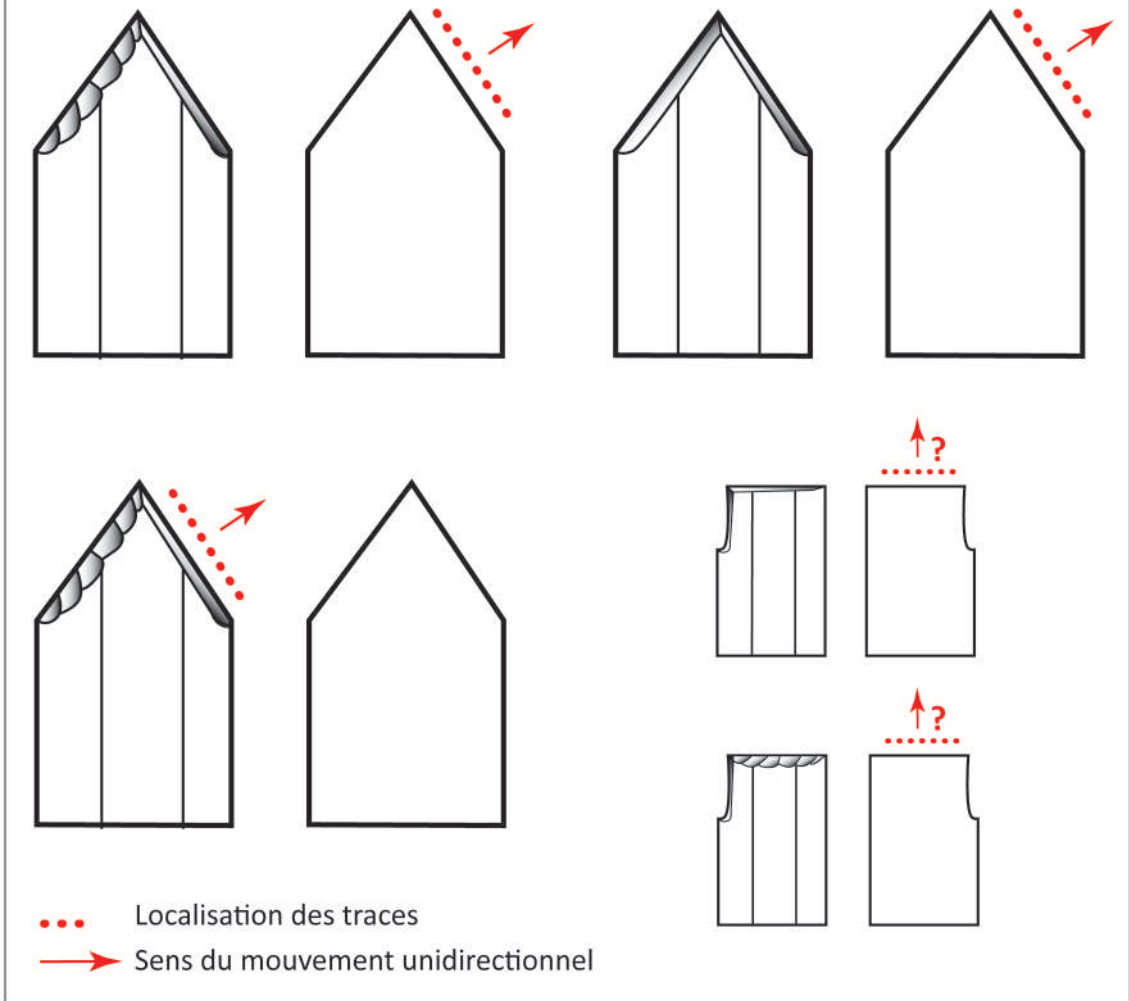 ?
?
Localisation des traces
Sens du mouvement unidirectionnel